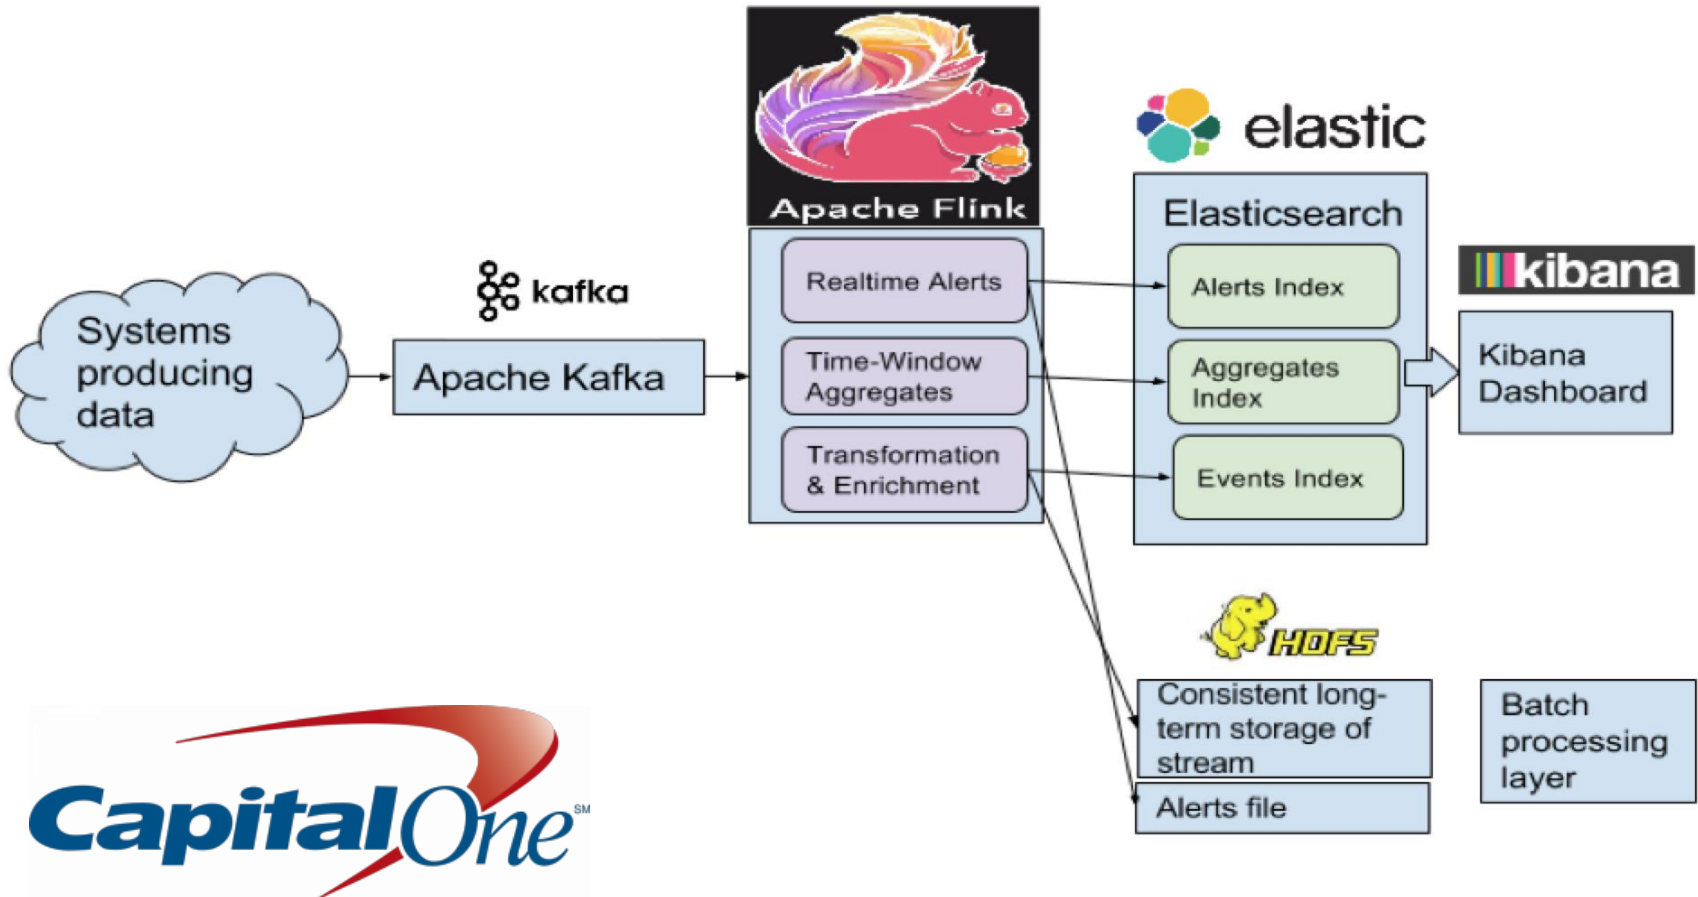 Apache Flink
elastic
Elasticsearch
Realtime Alerts
Alerts Index
kibana
kafka
Systems
producing
data
Apache Kafka
Time-Window
Aggregates
Aggregates
Index
Kibana
Dashboard
Transformation
& Enrichment
Events Index
HDFS
Consistent long-
term storage of
stream
Alerts file
Batch
processing
layer
CapitalOne SM